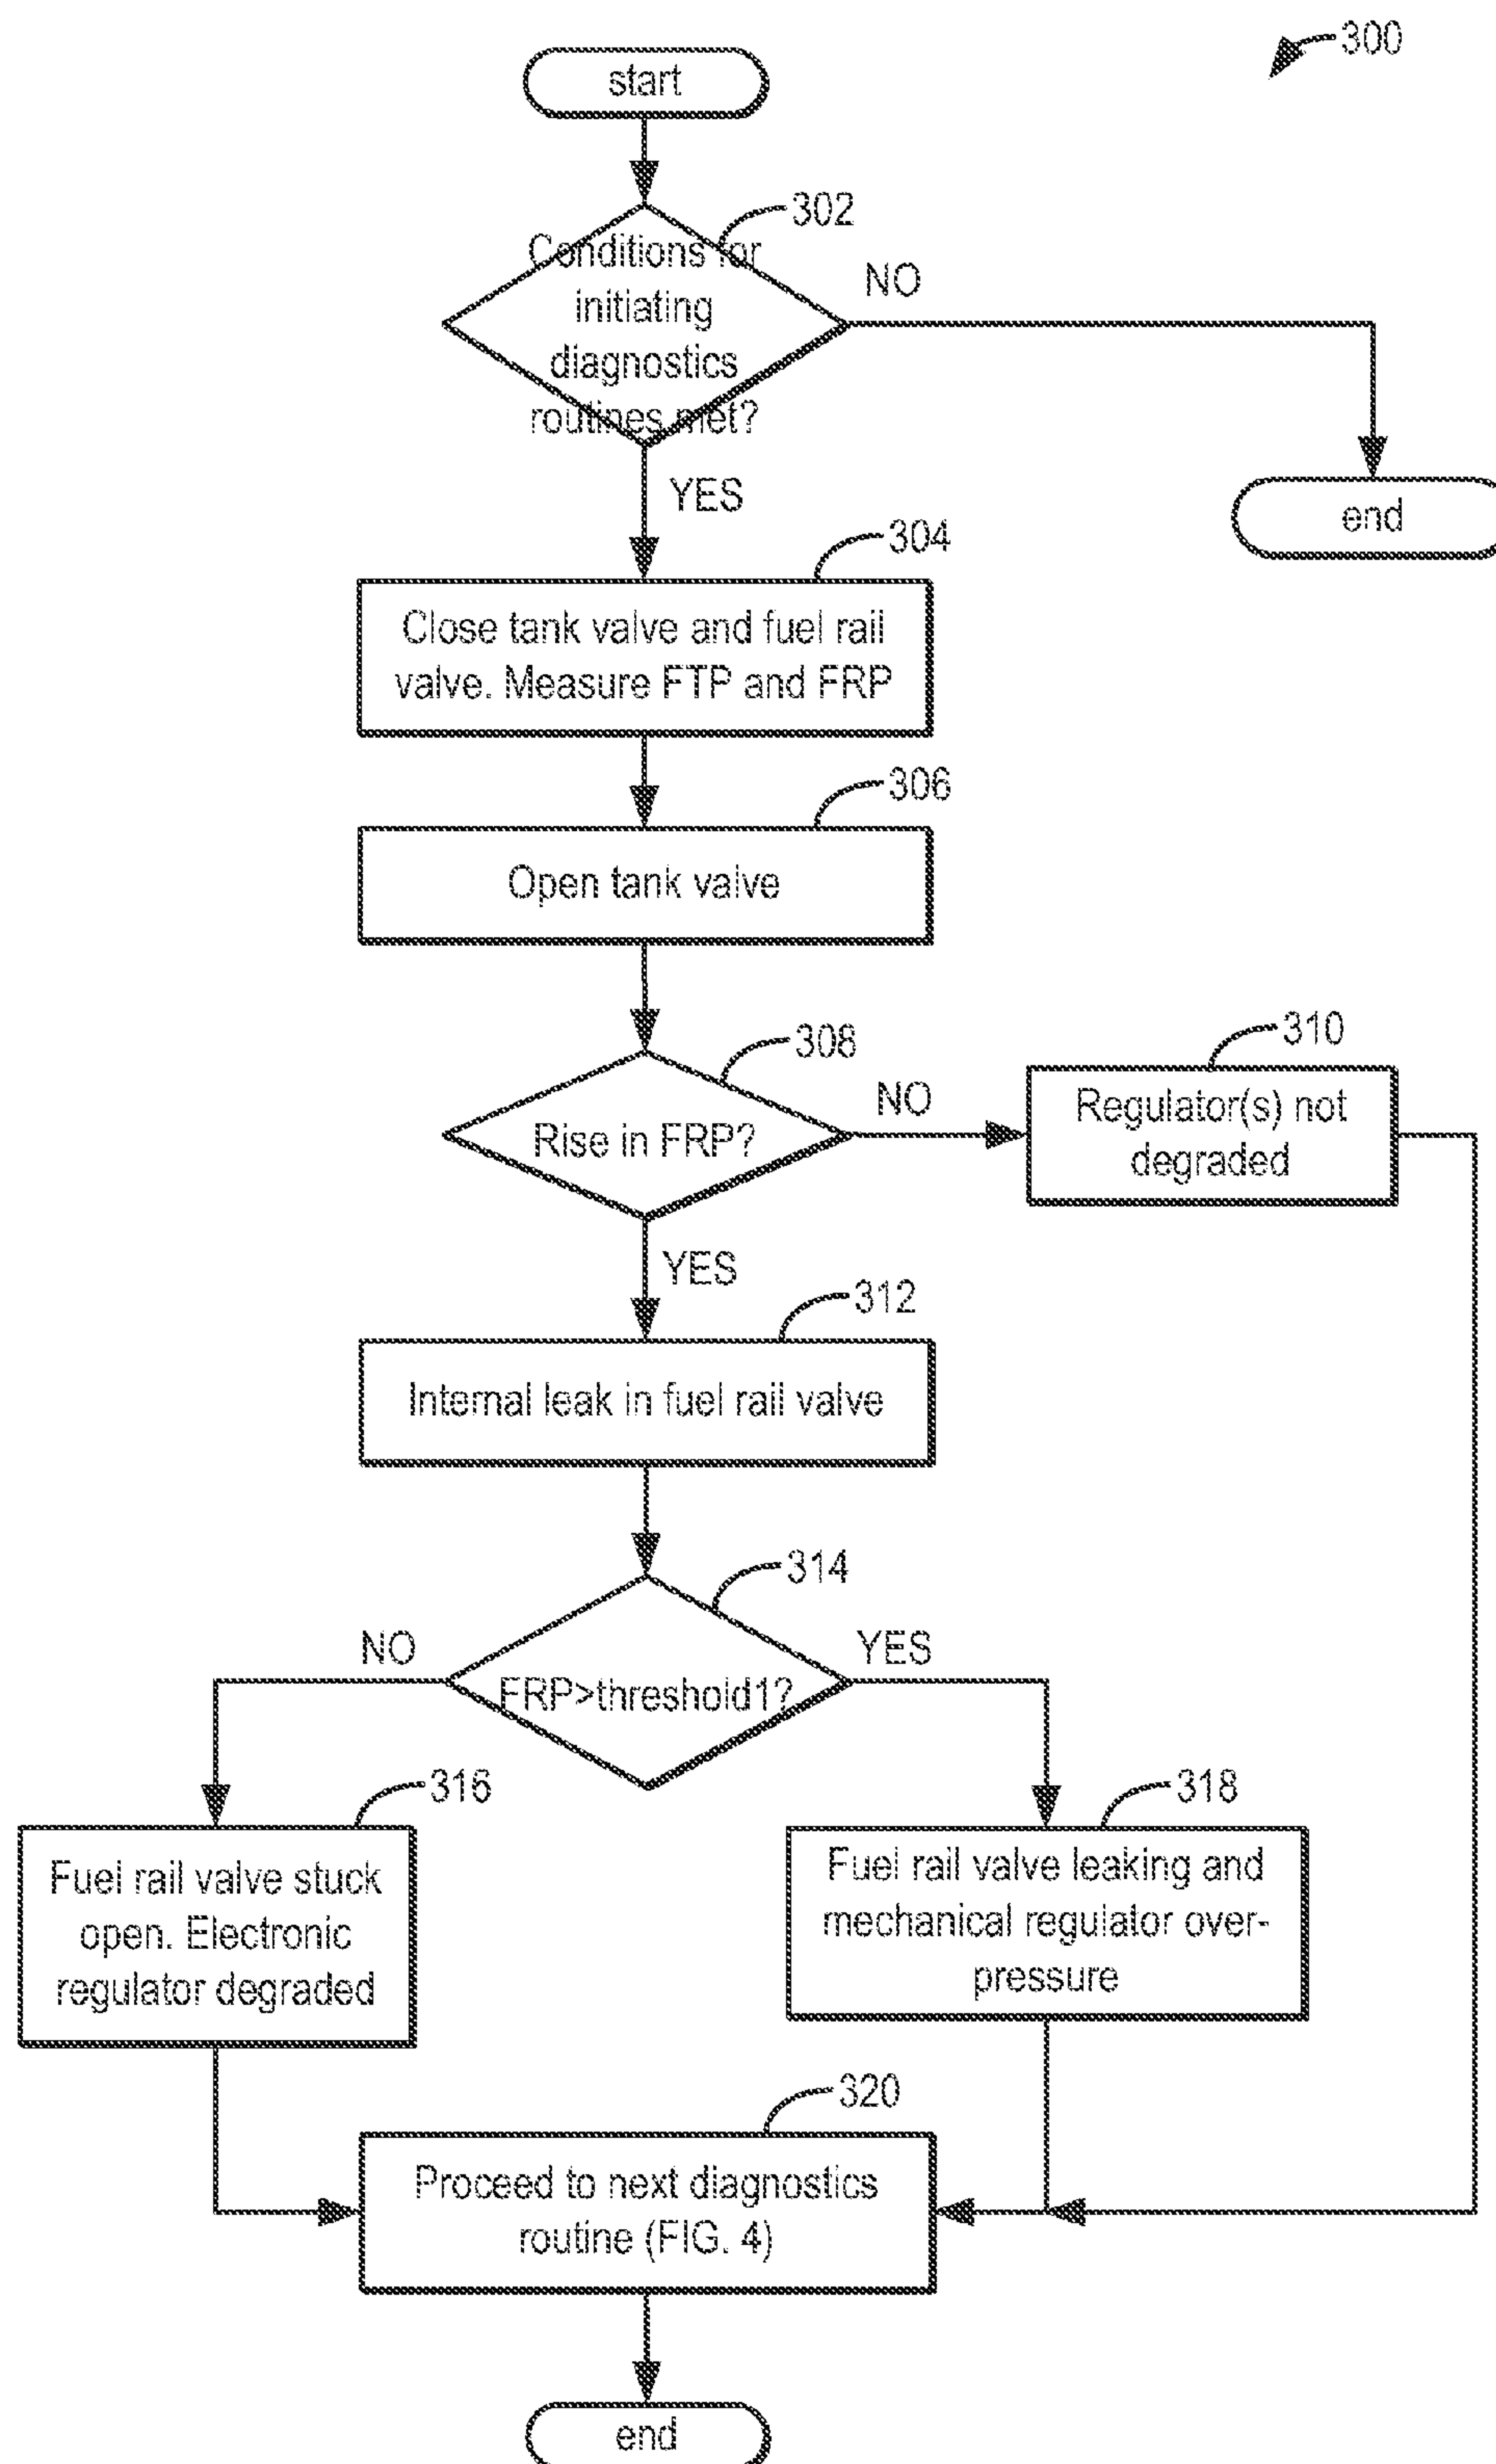 300
start
302
Conditions for
initiating
diagnostics
routines met?
NO
YES
end
304
Close tank valve and fuel rail
valve. Measure FTP and FRP
306
Open tank valve
308
Rise in FRP?
NO
310
Regulator(s) not
degraded
YES
312
Internal leak in fuel rail valve
314
NO
YES
FRP>threshold1?
316
Fuel rail valve stuck
open. Electronic
regulator degraded
318
Fuel rail valve leaking and
mechanical regulator over-
pressure
320
Proceed to next diagnostics
routine (FIG. 4)
end